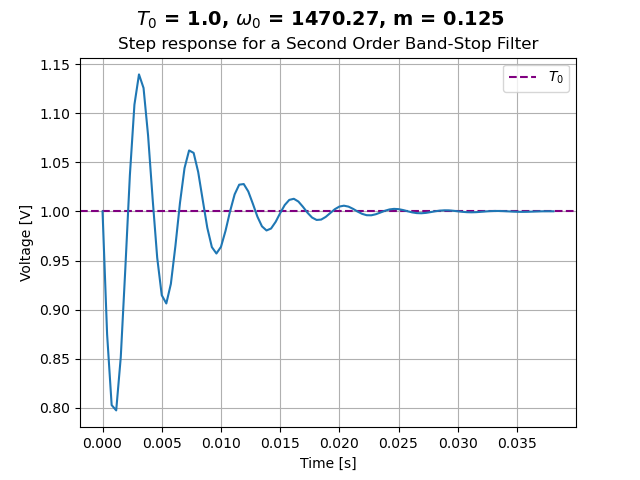 T₀ = 1.0, ω₀ = 1470.27, m = 0.125
Step response for a Second Order Band-Stop Filter
T₀
1.15
1.10
1.05
1.00
0.95
0.90
0.85
0.80
Voltage [V]
0.000 0.005 0.010 0.015 0.020 0.025 0.030 0.035
Time [s]